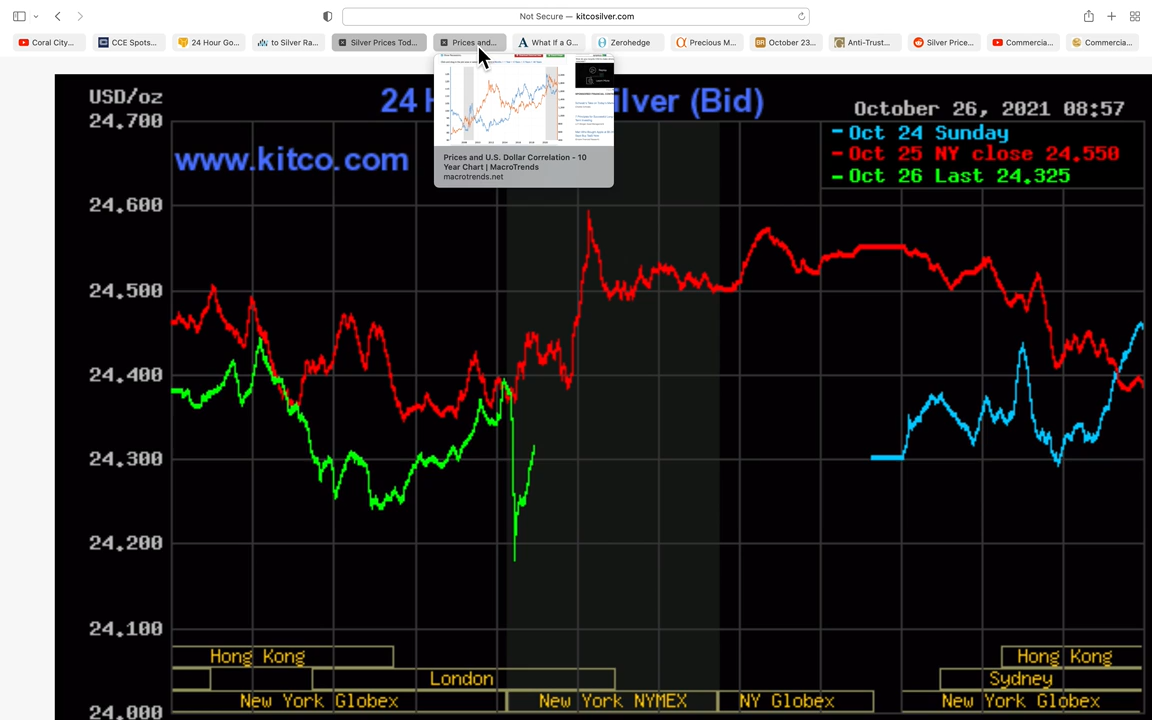 Not Secure — kitcosilver.com
Coral City...
CCE Spots...
24 Hour Go...
to Silver Ra...
Silver Prices Tod...
Prices and...
What If a G...
Zerohedge
Precious M...
October 23...
Anti-Trust...
Silver Price...
Commercia...
Commercia...
Prices and U.S. Dollar Correlation - 10
Year Chart | MacroTrends
macrotrends.net
USD/oz
24 H
ilver (Bid)
October 26, 2021 08:57
www.kitco.com
Oct 24 Sunday
Oct 25 NY close 24.550
Oct 26 Last 24.325
24.700
24.600
24.500
24.400
24.300
24.200
24.100
24.000
Hong Kong
Hong Kong
London
Sydney
New York Globex
New York NYMEX
NY Globex
New York Globex